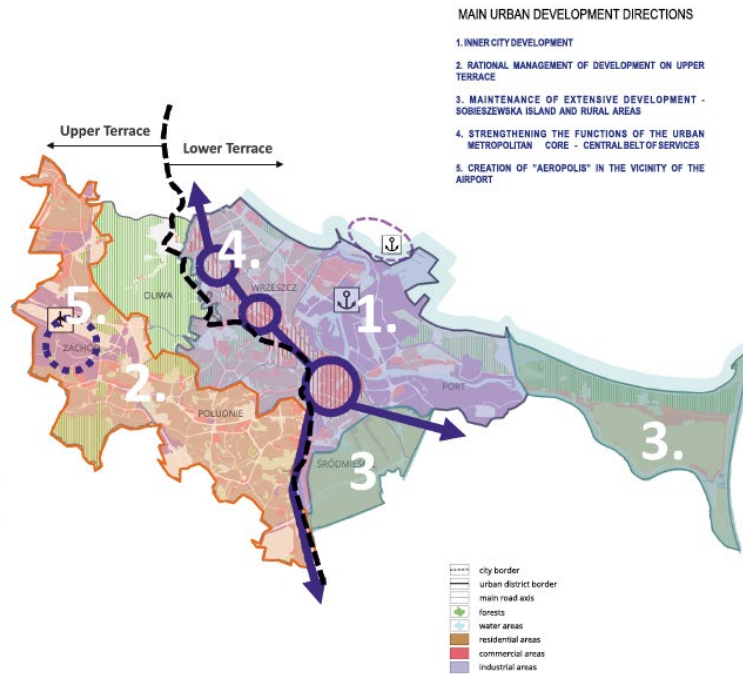 MAIN URBAN DEVELOPMENT DIRECTIONS
1. INNER CITY DEVELOPMENT
2. RATIONAL MANAGEMENT OF DEVELOPMENT ON UPPER
TERRACE
3. MAINTENANCE OF EXTENSIVE DEVELOPMENT -
SOBIESZEWSKA ISLAND AND RURAL AREAS
4. STRENGTHENING THE FUNCTIONS OF THE URBAN
METROPOLITAN CORE - CENTRAL BELT OF SERVICES
5. CREATION OF "AEROPOLIS" IN THE VICINITY OF THE
AIRPORT
Upper Terrace
Lower Terrace
4.
WRZESZCZ
OLIWA
1.
5.
ZACHÓD
2.
PORT
POŁUDNIE
3.
ŚRÓDMIEŚCI
3
city border
urban district border
main road axis
forests
water areas
residential areas
commercial areas
industrial areas